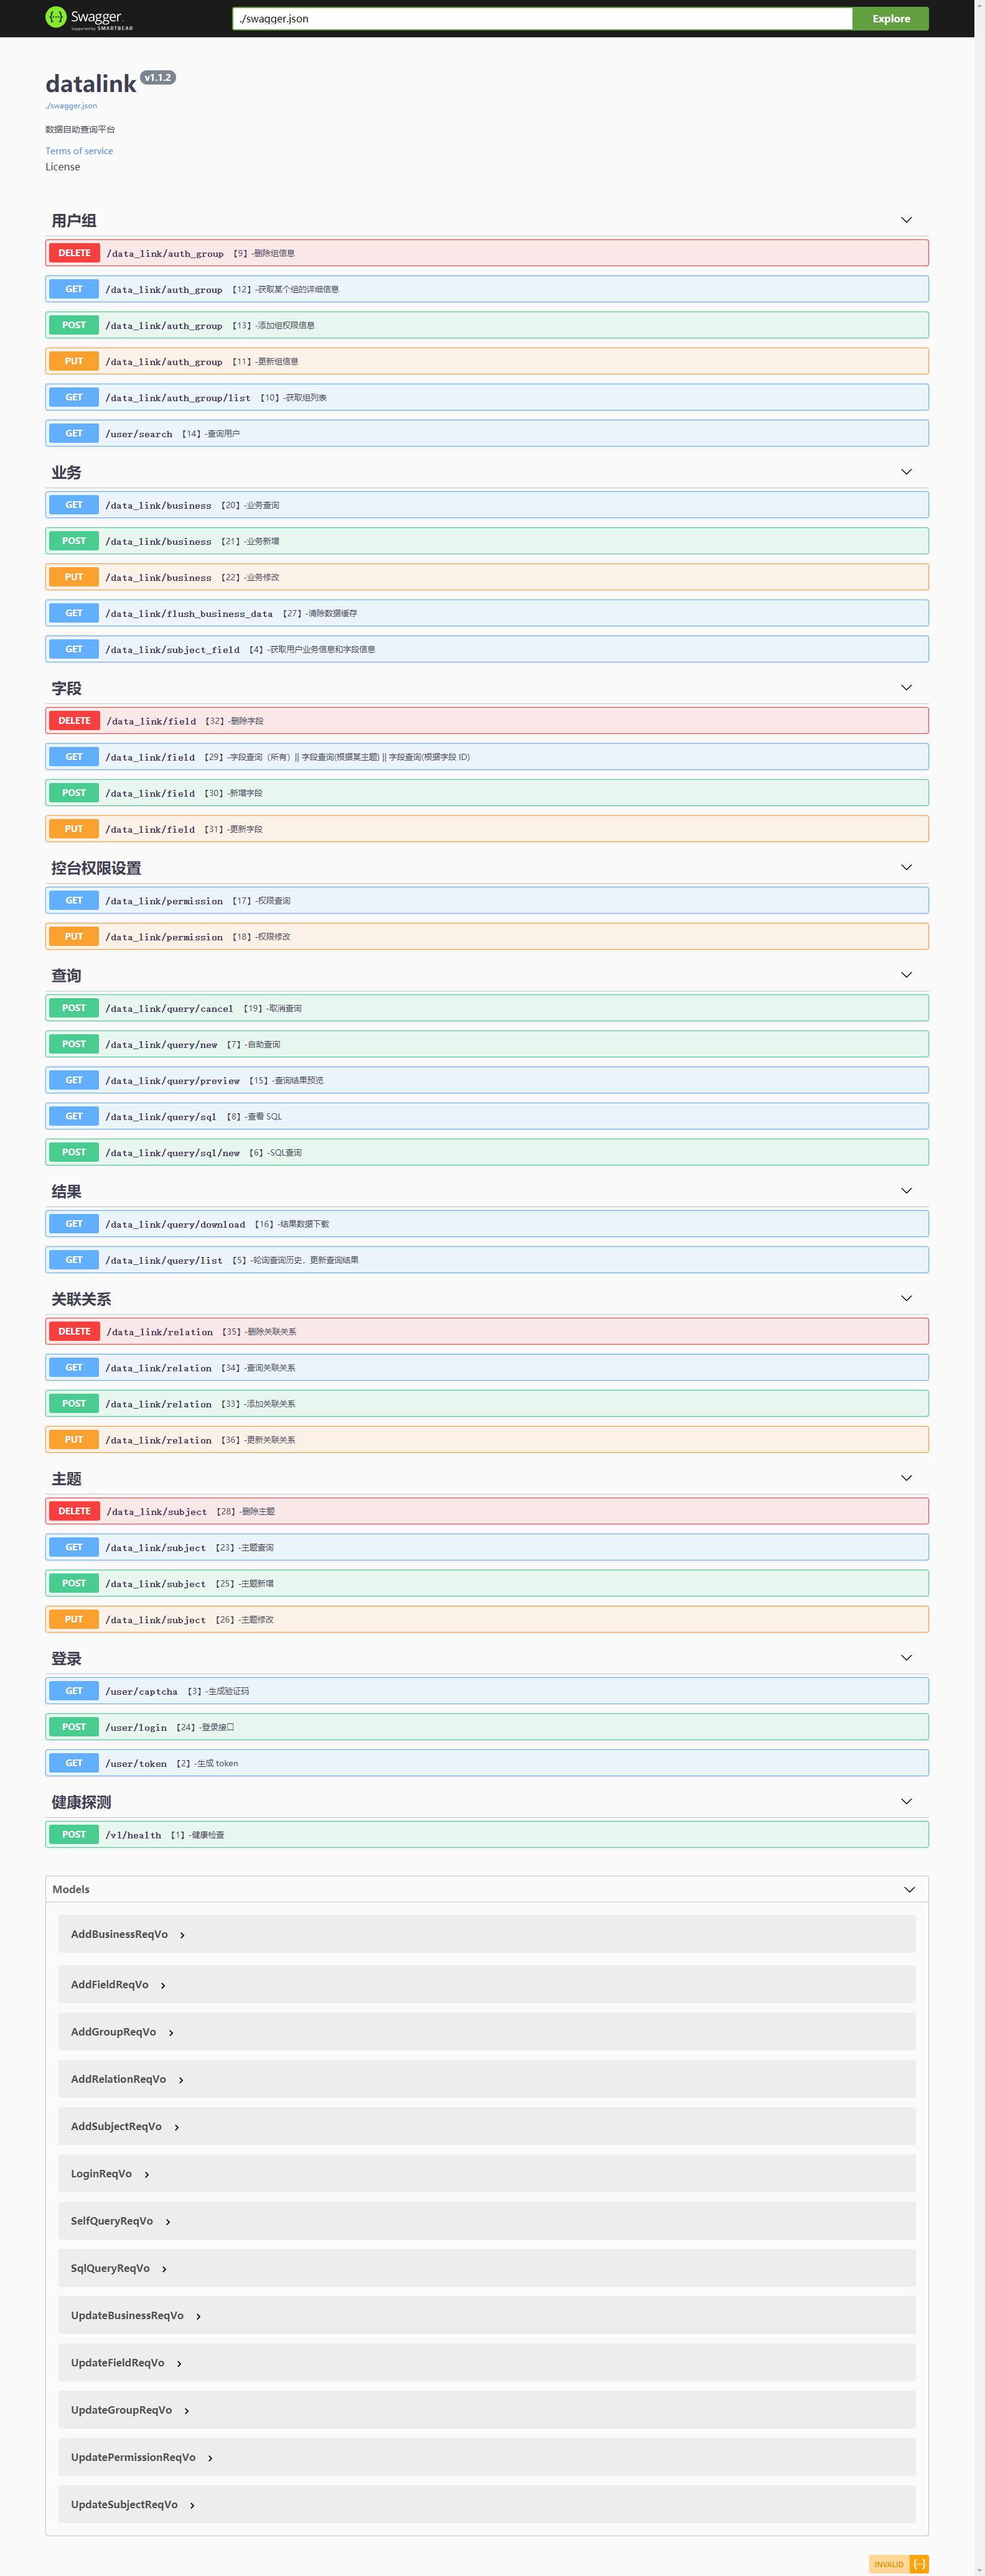 Swagger
Supported by SMARTBEAR
./swagger.json
Explore
datalink v1.1.2
./swagger.json
数据自助查询平台
Terms of service
License
用户组
DELETE /data_link/auth_group 【9】-删除组信息
GET /data_link/auth_group 【12】-获取某个组的详细信息
POST /data_link/auth_group 【13】-添加组权限信息
PUT /data_link/auth_group 【11】-更新组信息
GET /data_link/auth_group/list 【10】-获取组列表
GET /user/search 【14】-查询用户
业务
GET /data_link/business 【20】-业务查询
POST /data_link/business 【21】-业务新增
PUT /data_link/business 【22】-业务修改
GET /data_link/flush_business_data 【27】-清除数据缓存
GET /data_link/subject_field 【4】-获取用户业务信息和字段信息
字段
DELETE /data_link/field 【32】-删除字段
GET /data_link/field 【29】-字段查询（所有）|| 字段查询(根据某主题) || 字段查询(根据字段 ID)
POST /data_link/field 【30】-新增字段
PUT /data_link/field 【31】-更新字段
控台权限设置
GET /data_link/permission 【17】-权限查询
PUT /data_link/permission 【18】-权限修改
查询
POST /data_link/query/cancel 【19】-取消查询
POST /data_link/query/new 【7】-自助查询
GET /data_link/query/preview 【15】-查询结果预览
GET /data_link/query/sql 【8】-查看 SQL
POST /data_link/query/sql/new 【6】-SQL查询
结果
GET /data_link/query/download 【16】-结果数据下载
GET /data_link/query/list 【5】-轮询查询历史，更新查询结果
关联关系
DELETE /data_link/relation 【35】-删除关联关系
GET /data_link/relation 【34】-查询关联关系
POST /data_link/relation 【33】-添加关联关系
PUT /data_link/relation 【36】-更新关联关系
主题
DELETE /data_link/subject 【28】-删除主题
GET /data_link/subject 【23】-主题查询
POST /data_link/subject 【25】-主题新增
PUT /data_link/subject 【26】-主题修改
登录
GET /user/captcha 【3】-生成验证码
POST /user/login 【24】-登录接口
GET /user/token 【2】-生成 token
健康探测
POST /v1/health 【1】-健康检查
Models
AddBusinessReqVo
AddFieldReqVo
AddGroupReqVo
AddRelationReqVo
AddSubjectReqVo
LoginReqVo
SelfQueryReqVo
SqlQueryReqVo
UpdateBusinessReqVo
UpdateFieldReqVo
UpdateGroupReqVo
UpdatePermissionReqVo
UpdateSubjectReqVo
INVALID {··}